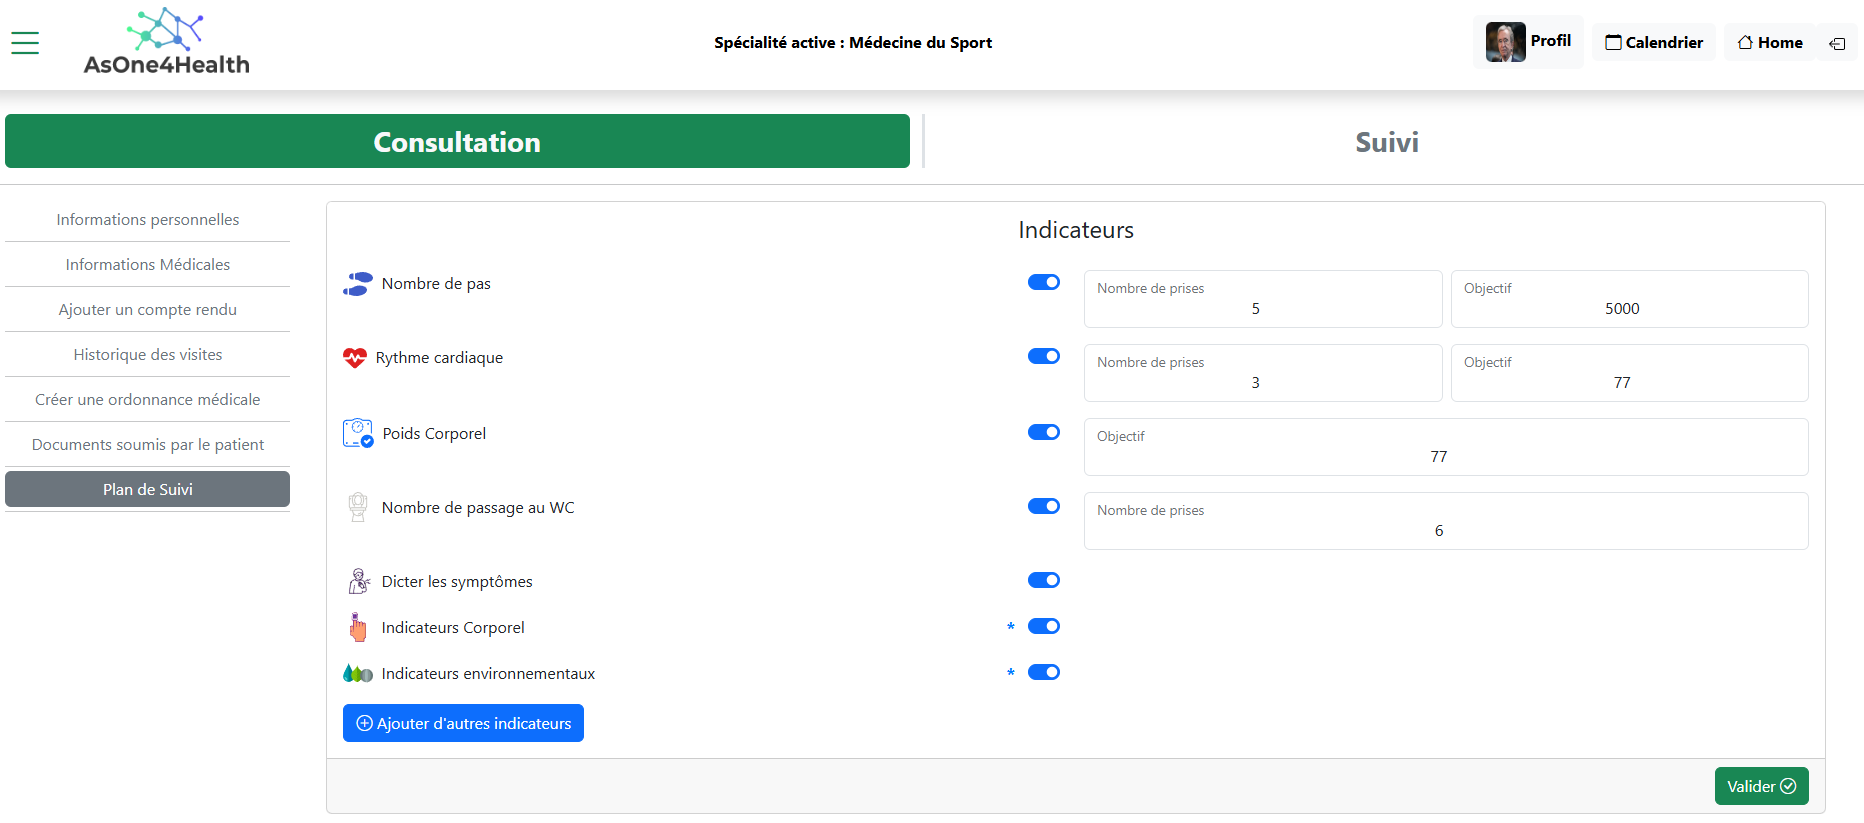 AsOne4Health
Spécialité active : Médecine du Sport
Profil
Calendrier
Home
Consultation
Suivi
Informations personnelles
Informations Médicales
Ajouter un compte rendu
Historique des visites
Créer une ordonnance médicale
Documents soumis par le patient
Plan de Suivi
Indicateurs
Nombre de pas
Nombre de prises
5
Objectif
5000
Rythme cardiaque
Nombre de prises
3
Objectif
77
Poids Corporel
Objectif
77
Nombre de passage au WC
Nombre de prises
6
Dicter les symptômes
Indicateurs Corporel
*
Indicateurs environnementaux
*
Ajouter d'autres indicateurs
Valider